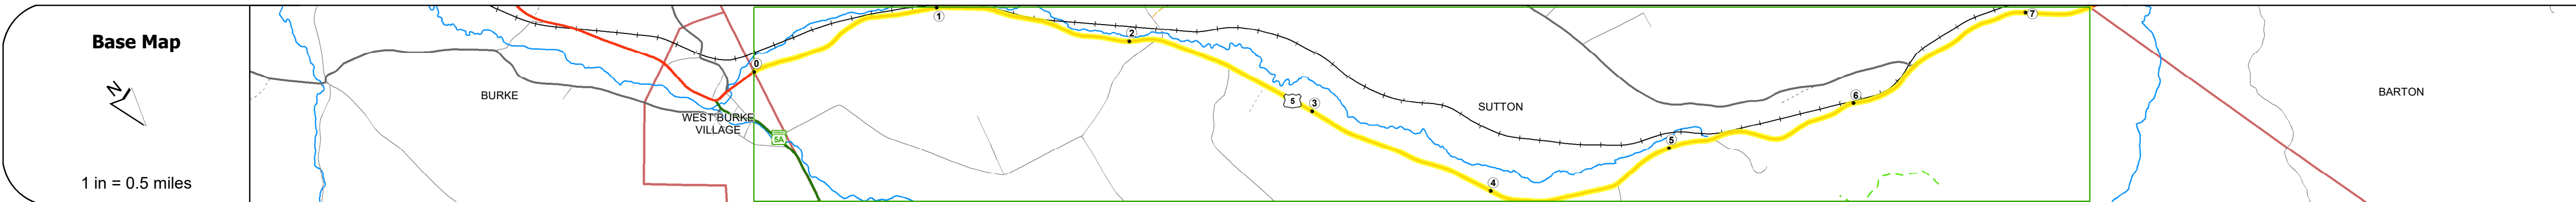 Base Map
N
1 in = 0.5 miles
BURKE
WEST BURKE
VILLAGE
5A
0
1
2
5
3
SUTTON
4
5
6
7
BARTON